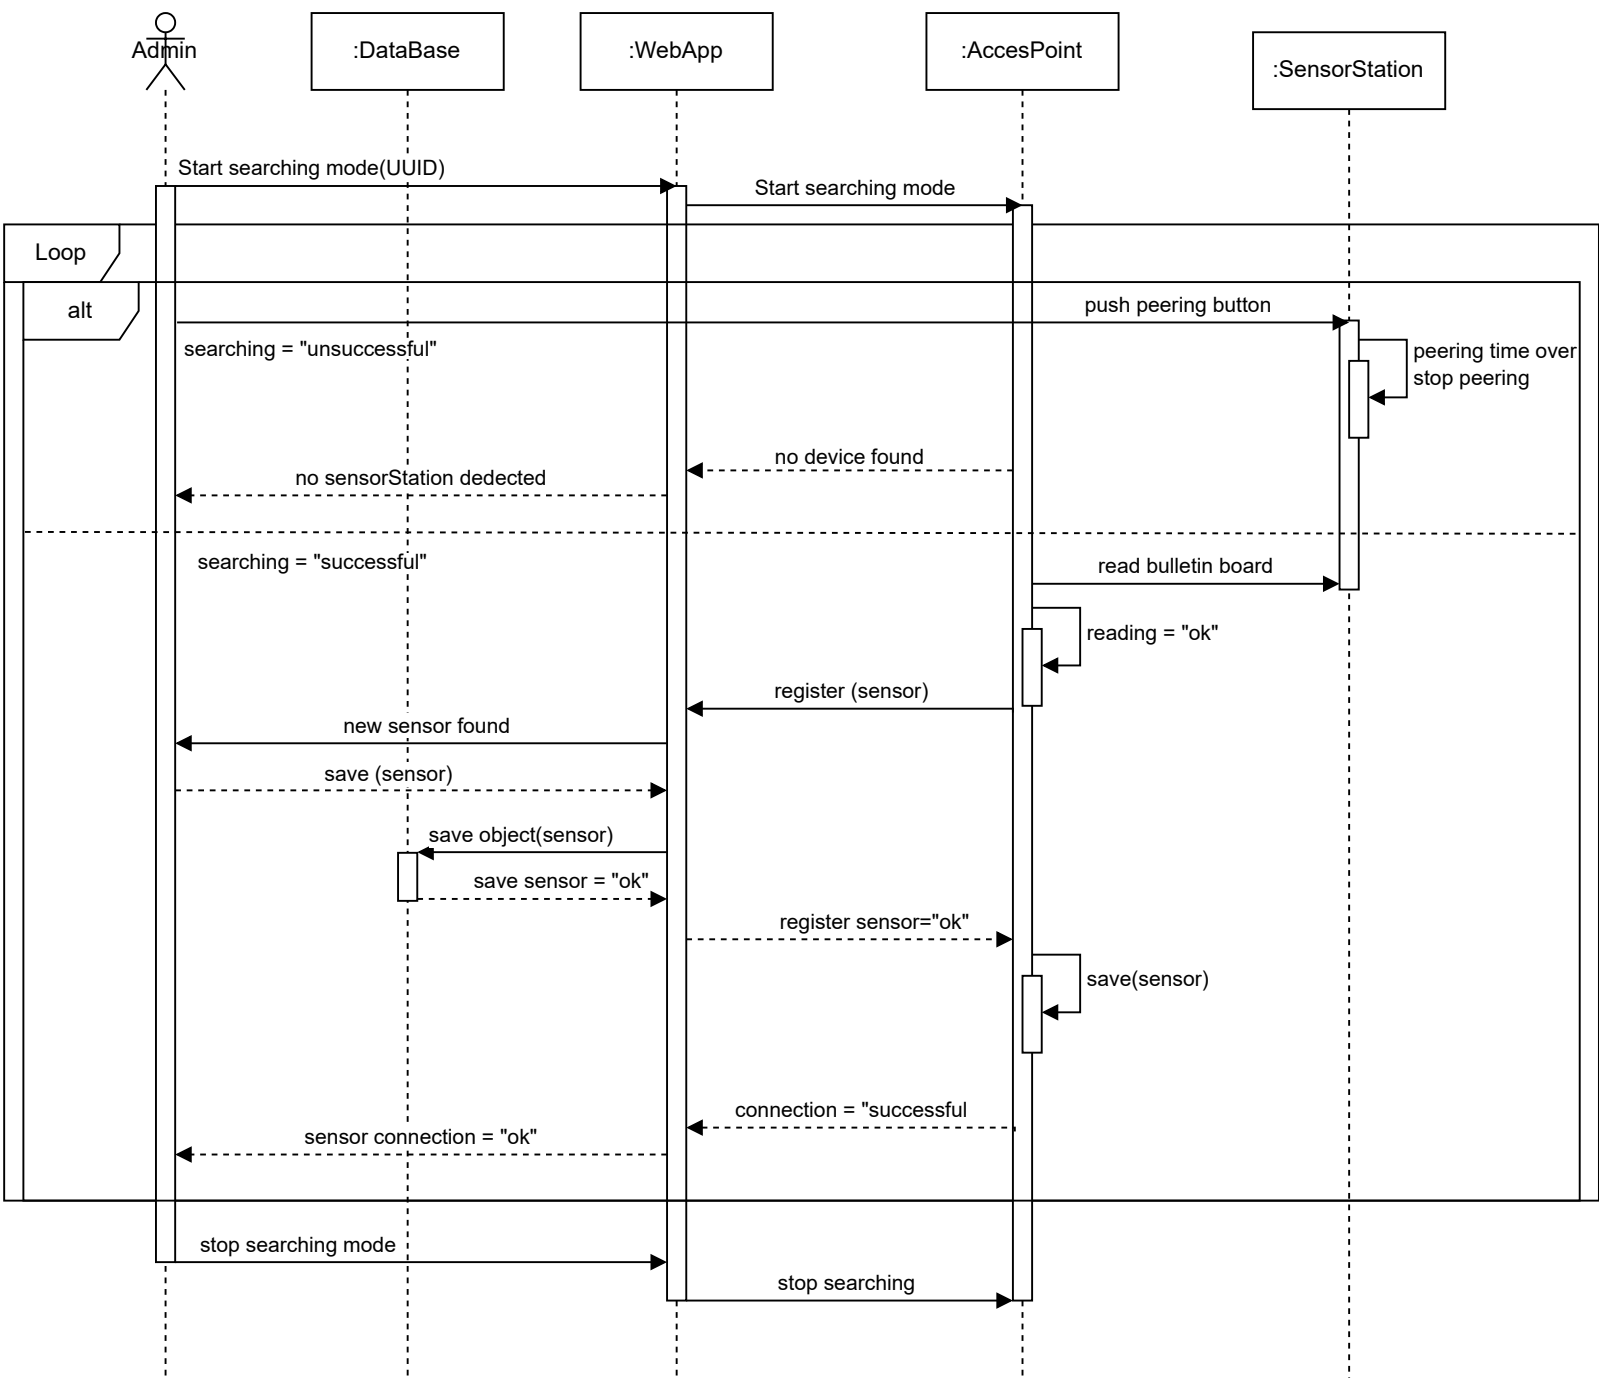 Admin
:DataBase
:WebApp
:AccesPoint
:SensorStation
Start searching mode(UUID)
Start searching mode
Loop
alt
push peering button
searching = "unsuccessful"
peering time over
stop peering
no device found
no sensorStation dedected
searching = "successful"
read bulletin board
reading = "ok"
register (sensor)
new sensor found
save (sensor)
save object(sensor)
save sensor = "ok"
register sensor="ok"
save(sensor)
connection = "successful
sensor connection = "ok"
stop searching mode
stop searching